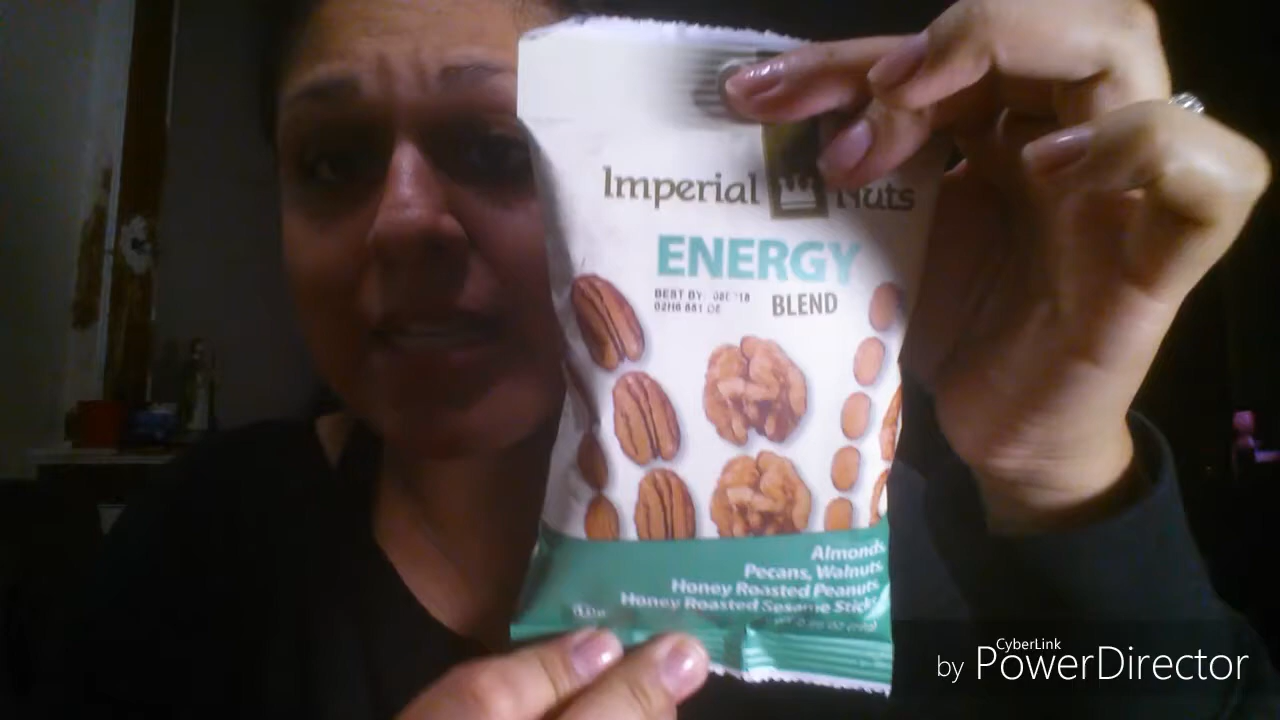 Imperial Nuts
ENERGY
BLEND
BEST BY:
Almonds
Pecans, Walnuts
Honey Roasted Peanuts
Honey Roasted Sesame Sticks
CyberLink
by PowerDirector